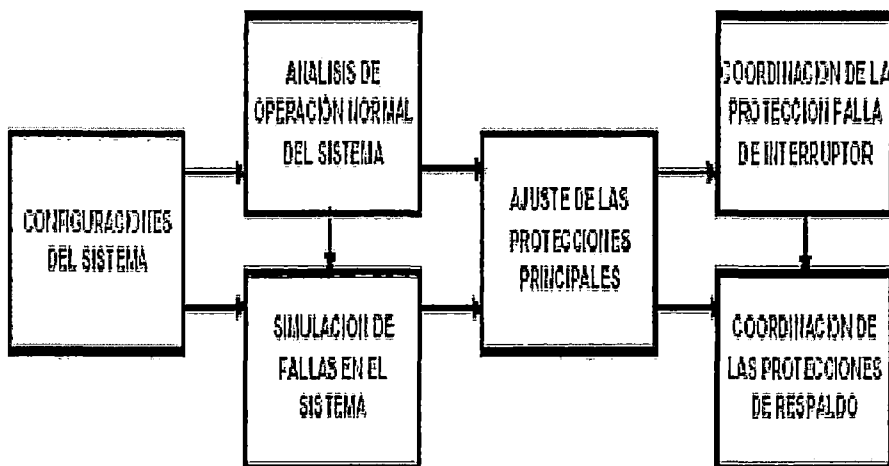 CONFIGURACIONES
DEL SISTEMA
ANALISIS DE
OPERACIÓN NORMAL
DEL SISTEMA
SIMULACION DE
FALLAS EN EL
SISTEMA
AJUSTE DE LAS
PROTECCIONES
PRINCIPALES
COORDINACION DE LA
PROTECCION FALLA
DE INTERRUPTOR
COORDINACION DE
LAS PROTECCIONES
DE RESPALDO